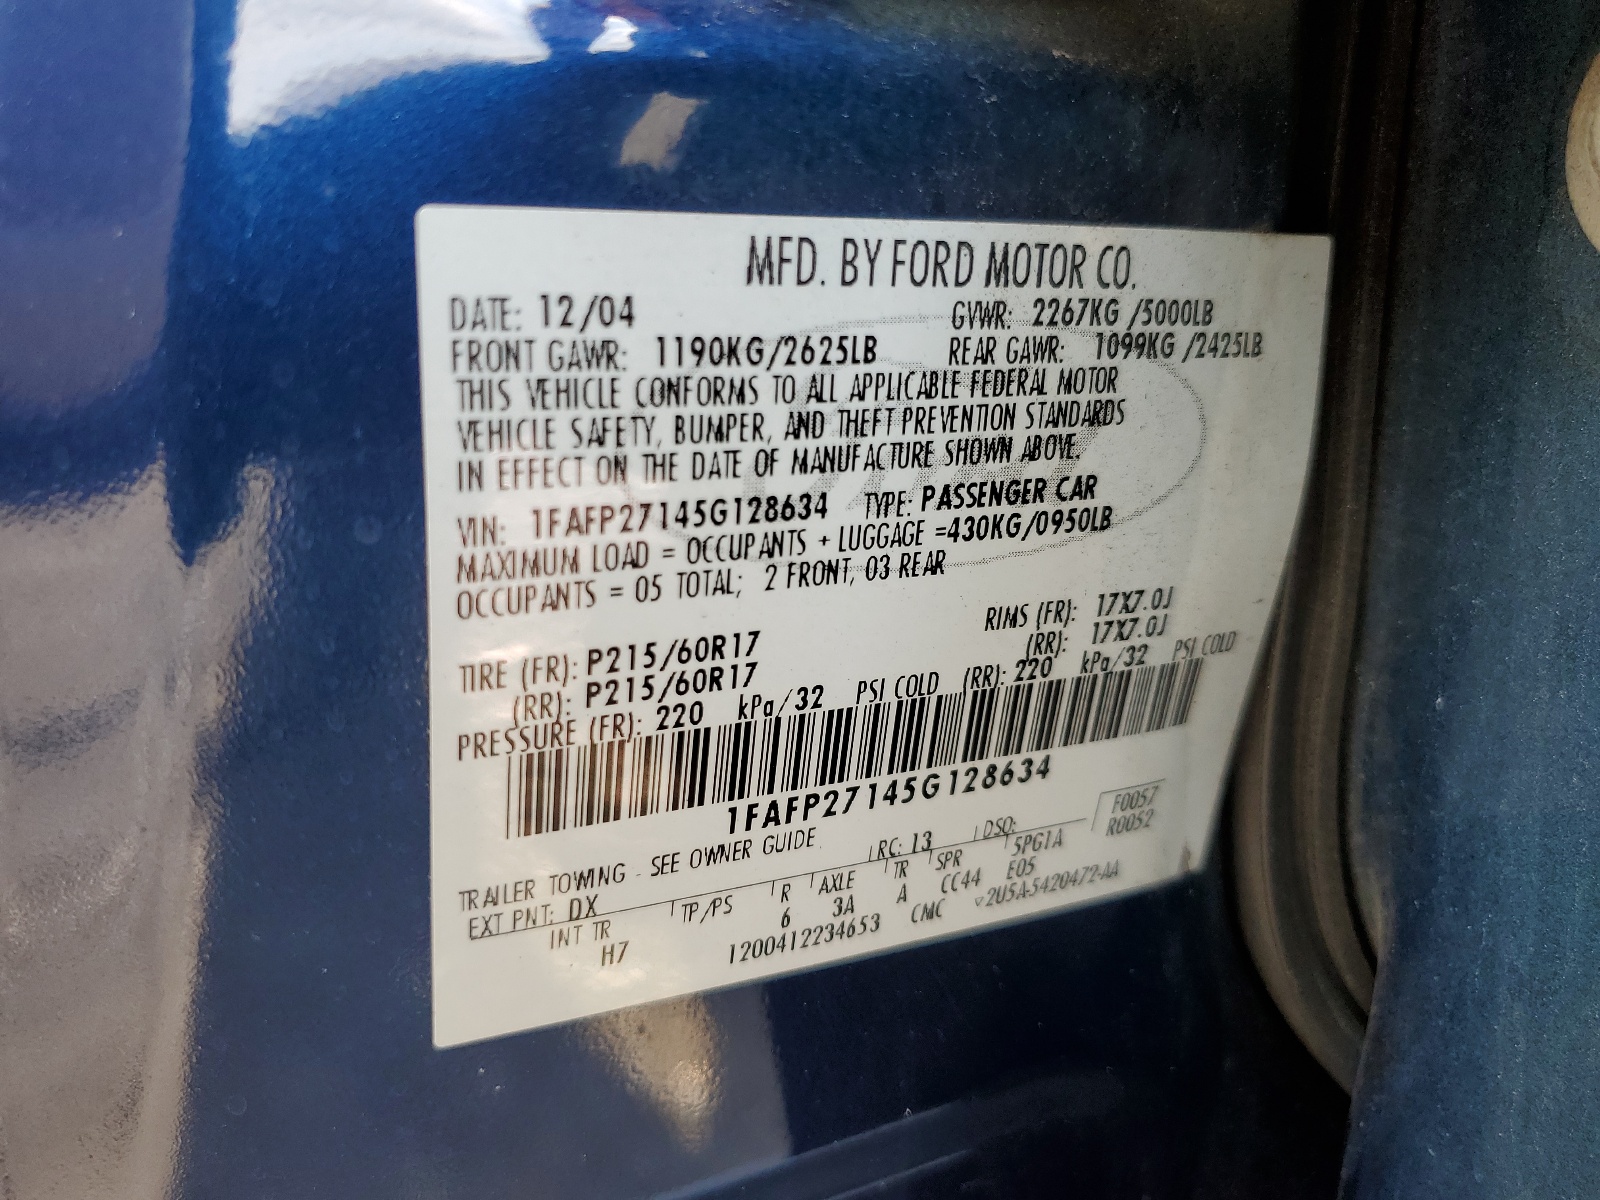 MFD. BY FORD MOTOR CO.
DATE: 12/04 GVWR: 2267KG /5000LB
FRONT GAWR: 1190KG/2625LB REAR GAWR: 1099KG /2425LB
THIS VEHICLE CONFORMS TO ALL APPLICABLE FEDERAL MOTOR
VEHICLE SAFETY, BUMPER, AND THEFT PREVENTION STANDARDS
IN EFFECT ON THE DATE OF MANUFACTURE SHOWN ABOVE.
VIN: 1FAFP27145G128634 TYPE: PASSENGER CAR
MAXIMUM LOAD = OCCUPANTS + LUGGAGE =430KG/0950LB
OCCUPANTS = 05 TOTAL; 2 FRONT, 03 REAR
TIRE (FR): P215/60R17 RIMS (FR): 17X7.0J
(RR): P215/60R17 (RR): 17X7.0J
PRESSURE (FR): 220 kPa/32 PSI COLD (RR): 220 kPa/32 PSI COLD
1FAFP27145G128634
TRAILER TOWING - SEE OWNER GUIDE
EXT PNT: DX RC: 13 DSO: F0057
R0052
INT TR TP/PS R AXLE TR SPR 5PG1A
H7 6 3A A CC44 E05
1200412234653 CMC ▽2U5A-5420472-AA